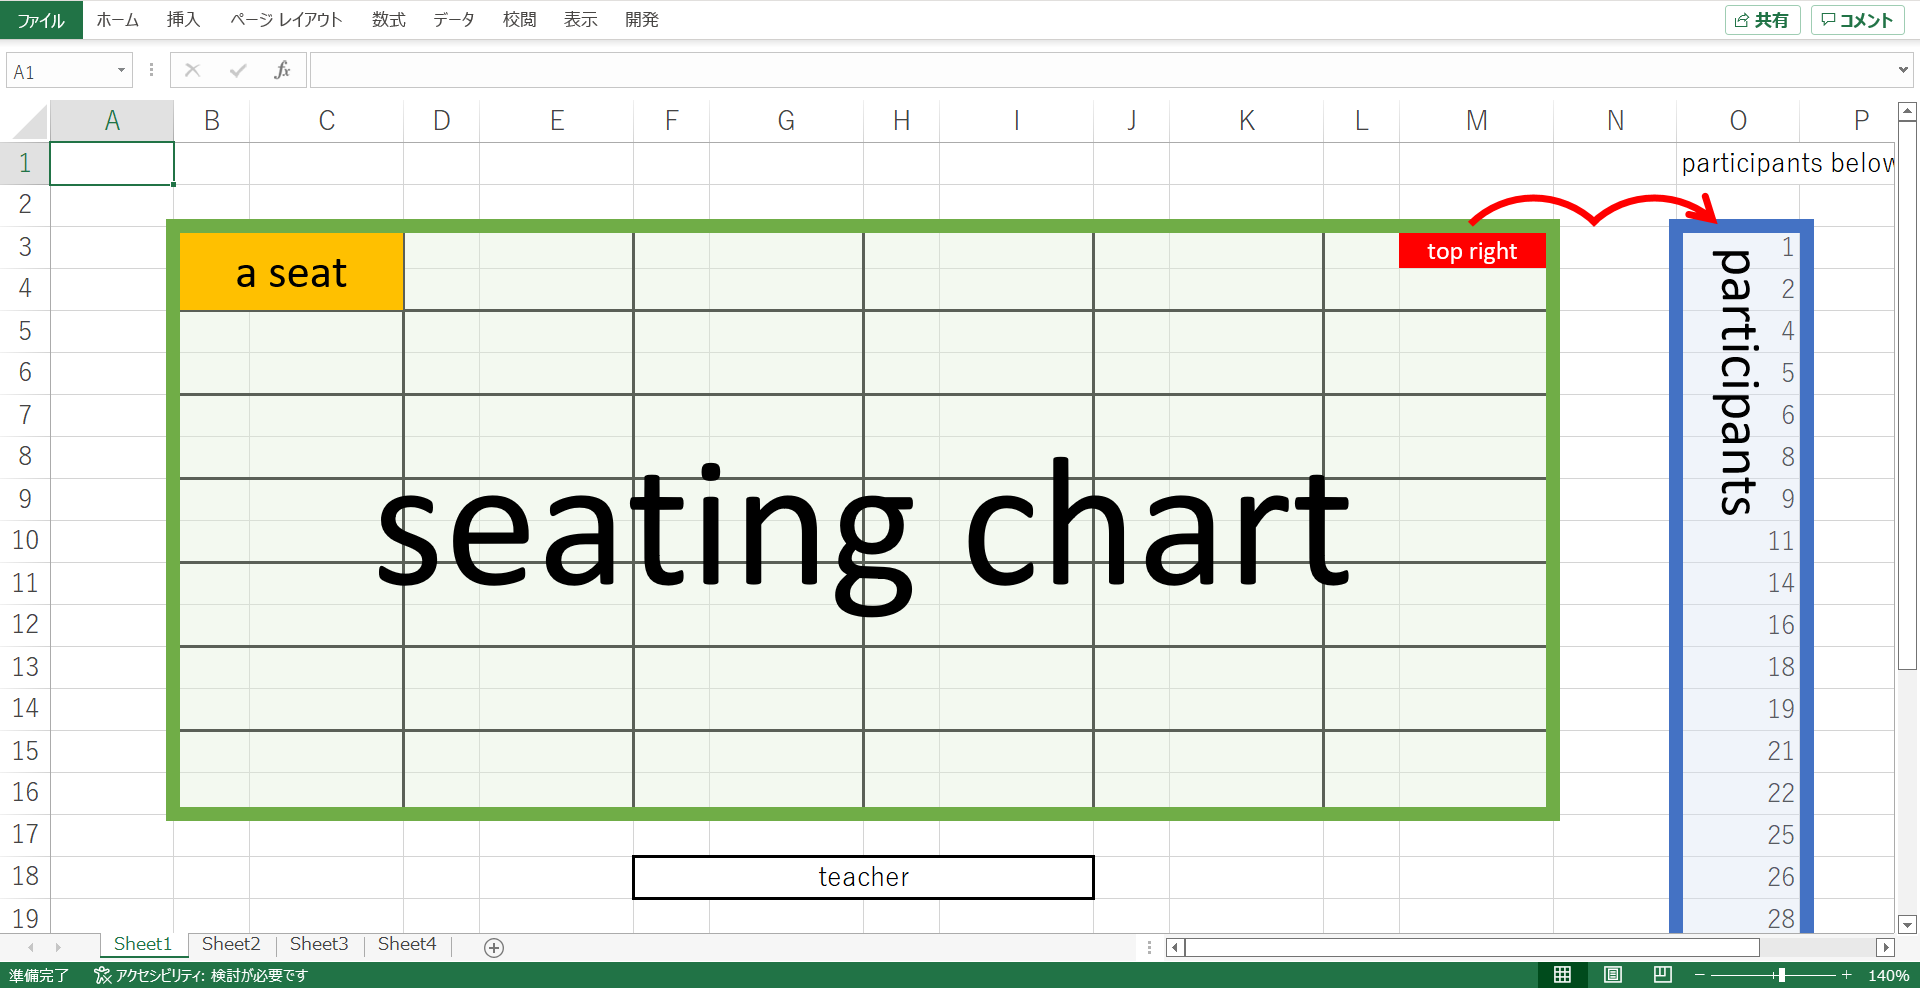 ファイル ホーム 挿入 ページ レイアウト 数式 データ 校閲 表示 開発 共有 コメント
A1 fx
A B C D E F G H I J K L M N O P
1 participants below
2
3 a seat top right 1
4 2
5 4
6 5
7 6
8 8
9 seating chart 9
10 11
11 14
12 16
13 18
14 19
15 21
16 22
17 25
18 teacher 26
19 28
participants
Sheet1 Sheet2 Sheet3 Sheet4
準備完了 アクセシビリティ: 検討が必要です 140%